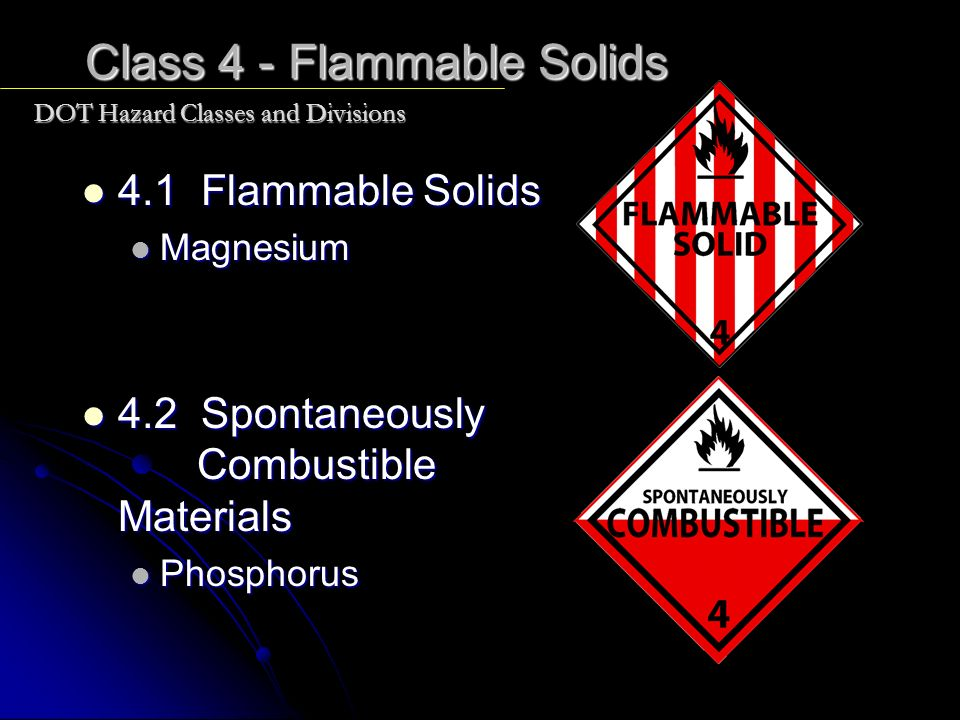 Class 4 - Flammable Solids
DOT Hazard Classes and Divisions
4.1 Flammable Solids
Magnesium
FLAMMABLE
SOLID
4
4.2 Spontaneously
Combustible
Materials
Phosphorus
SPONTANEOUSLY
COMBUSTIBLE
4